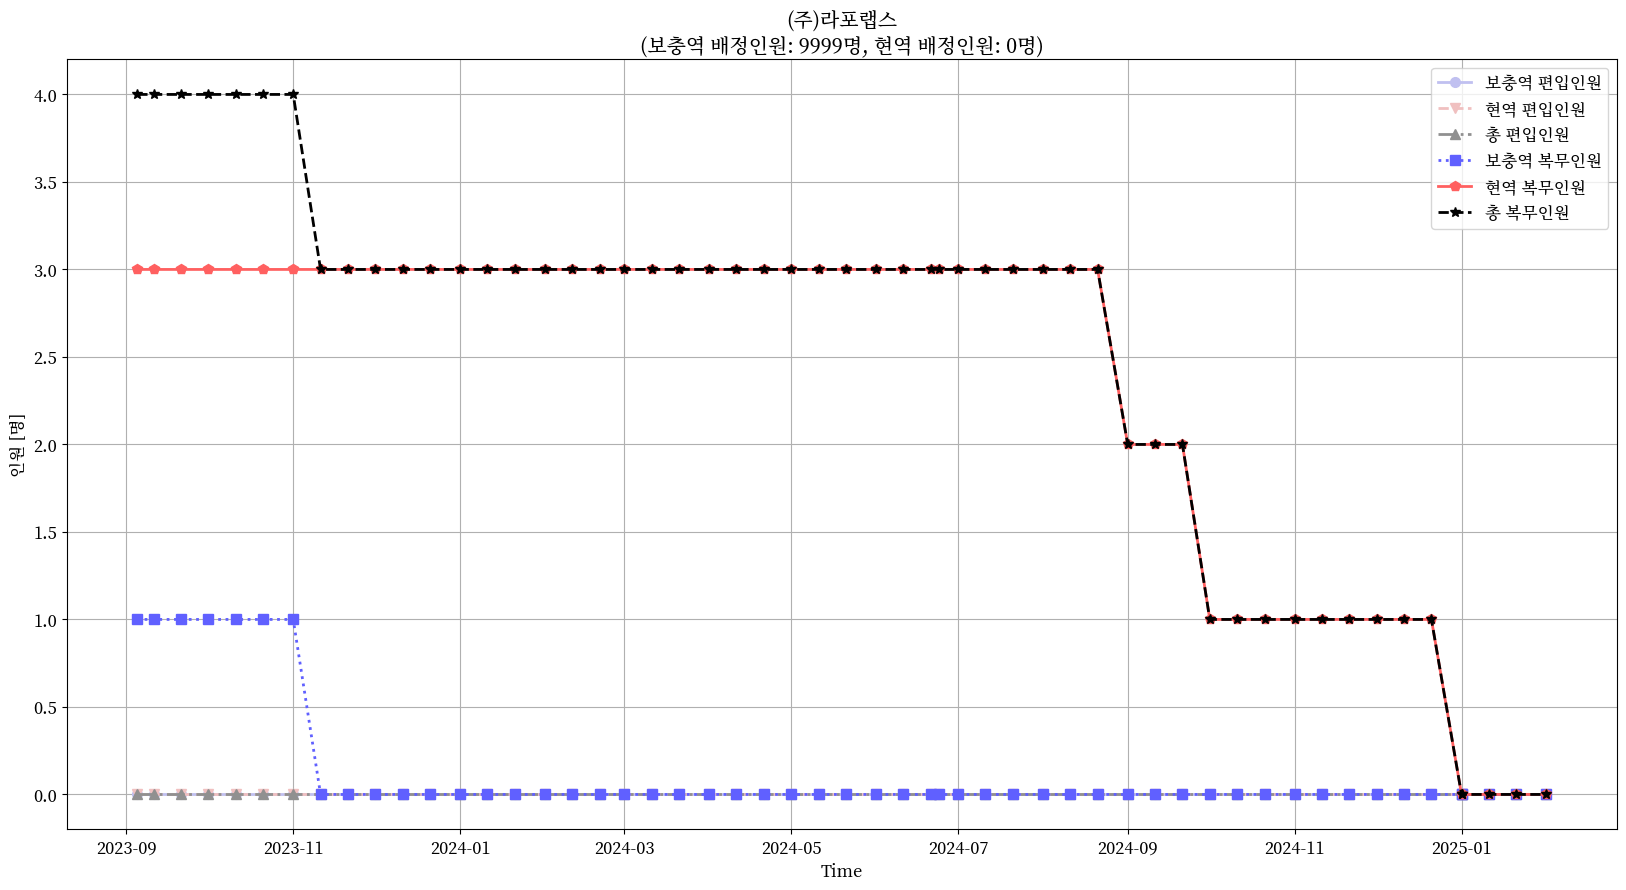 (주)라포랩스
(보충역 배정인원: 9999명, 현역 배정인원: 0명)
보충역 편입인원
현역 편입인원
총 편입인원
보충역 복무인원
현역 복무인원
총 복무인원
인원 [명]
4.0
3.5
3.0
2.5
2.0
1.5
1.0
0.5
0.0
2023-09 2023-11 2024-01 2024-03 2024-05 2024-07 2024-09 2024-11 2025-01
Time